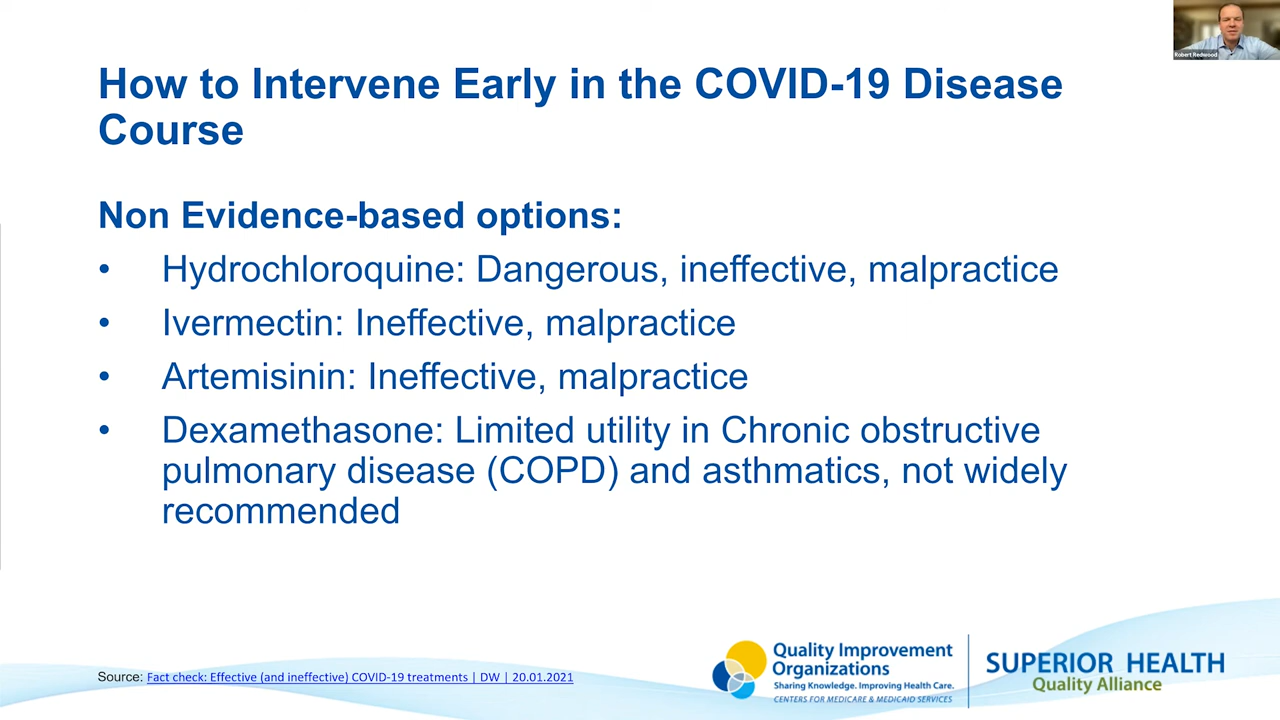 Robert Redwood
How to Intervene Early in the COVID-19 Disease
Course
Non Evidence-based options:
• Hydrochloroquine: Dangerous, ineffective, malpractice
• Ivermectin: Ineffective, malpractice
• Artemisinin: Ineffective, malpractice
• Dexamethasone: Limited utility in Chronic obstructive
pulmonary disease (COPD) and asthmatics, not widely
recommended
Source: Fact check: Effective (and ineffective) COVID-19 treatments | DW | 20.01.2021
Quality Improvement
Organizations
Sharing Knowledge. Improving Health Care.
CENTERS FOR MEDICARE & MEDICAID SERVICES
SUPERIOR HEALTH
Quality Alliance